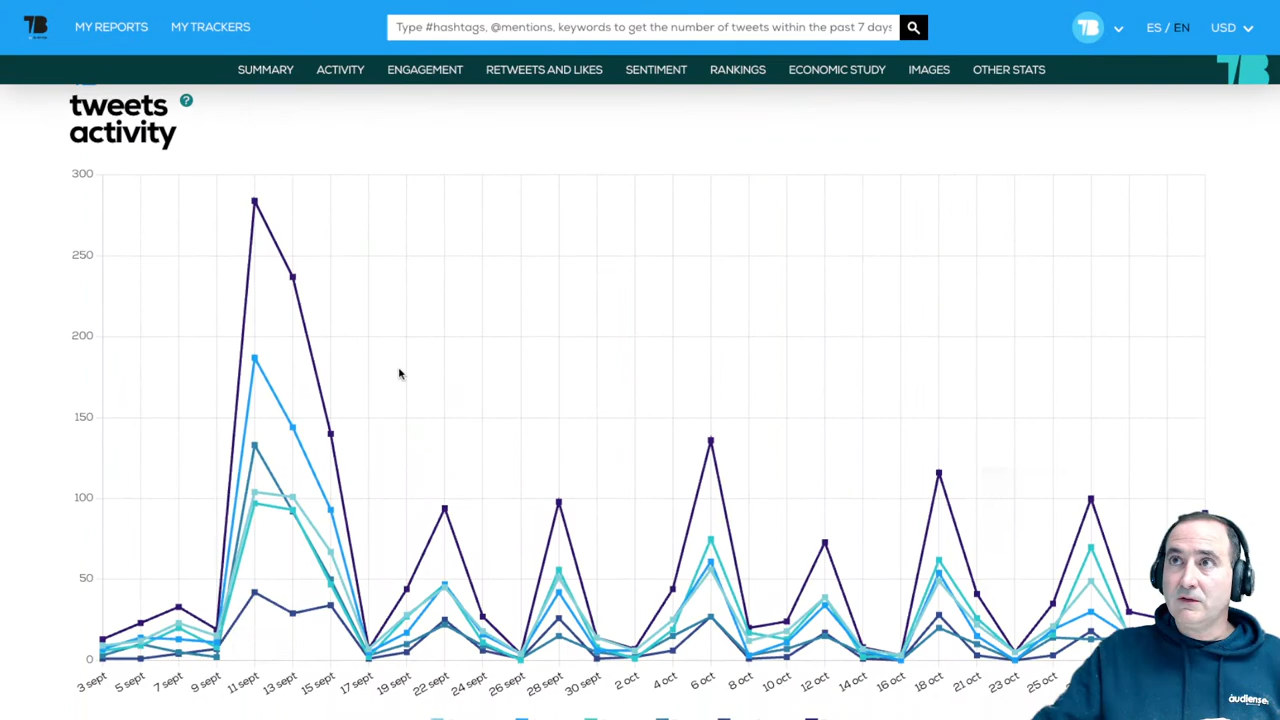 MY REPORTS
MY TRACKERS
Type #hashtags, @mentions, keywords to get the number of tweets within the past 7 days
ES / EN
USD
SUMMARY
ACTIVITY
ENGAGEMENT
RETWEETS AND LIKES
SENTIMENT
RANKINGS
ECONOMIC STUDY
IMAGES
OTHER STATS
tweets ?
activity
300
250
200
150
100
50
0
3 sept
5 sept
7 sept
9 sept
11 sept
13 sept
15 sept
17 sept
19 sept
22 sept
24 sept
26 sept
28 sept
30 sept
2 oct
4 oct
6 oct
8 oct
10 oct
12 oct
14 oct
16 oct
18 oct
21 oct
23 oct
25 oct
audiense